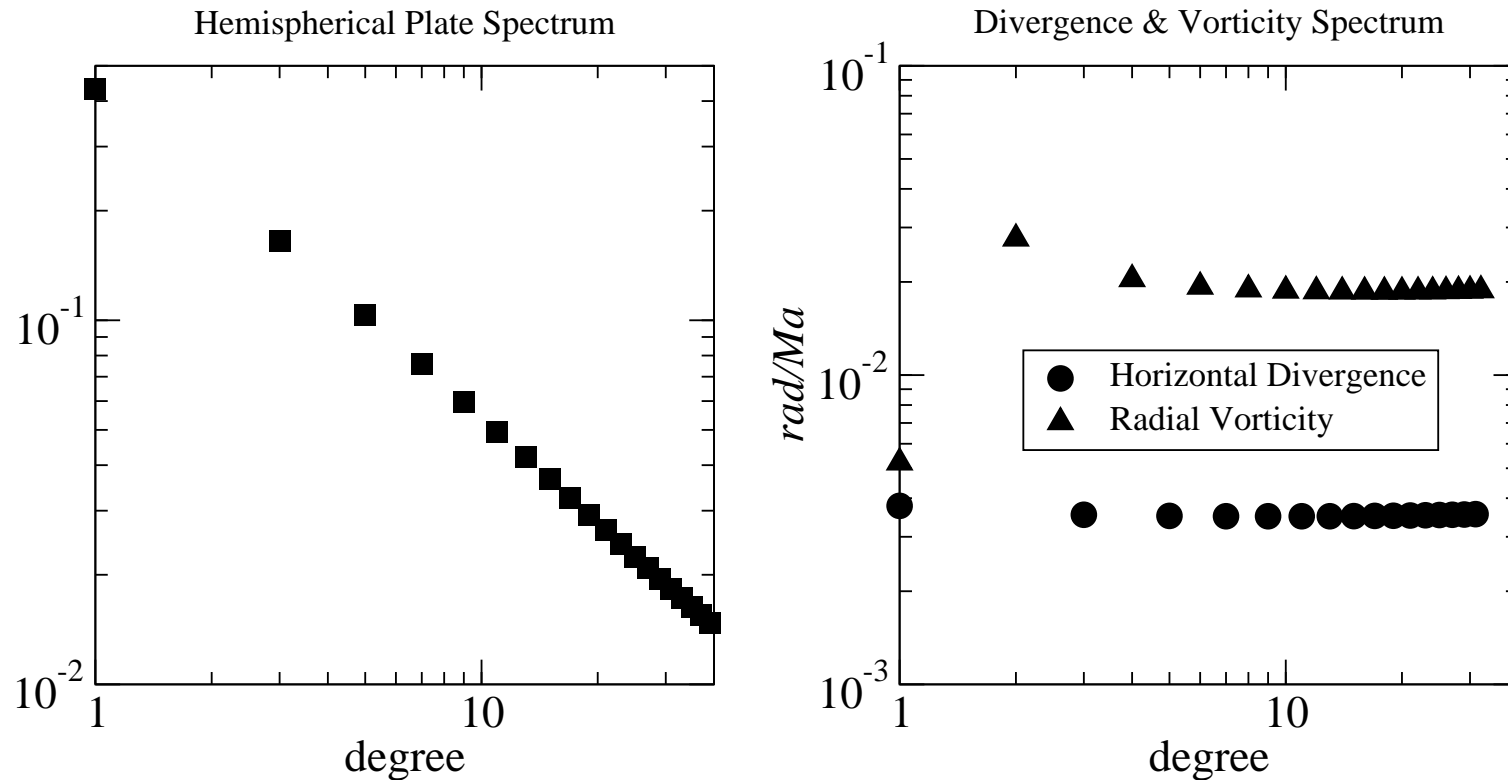 Hemispherical Plate Spectrum
10^-1
10^-2
1
10
degree
Divergence & Vorticity Spectrum
10^-1
10^-2
10^-3
rad/Ma
Horizontal Divergence
Radial Vorticity
1
10
degree